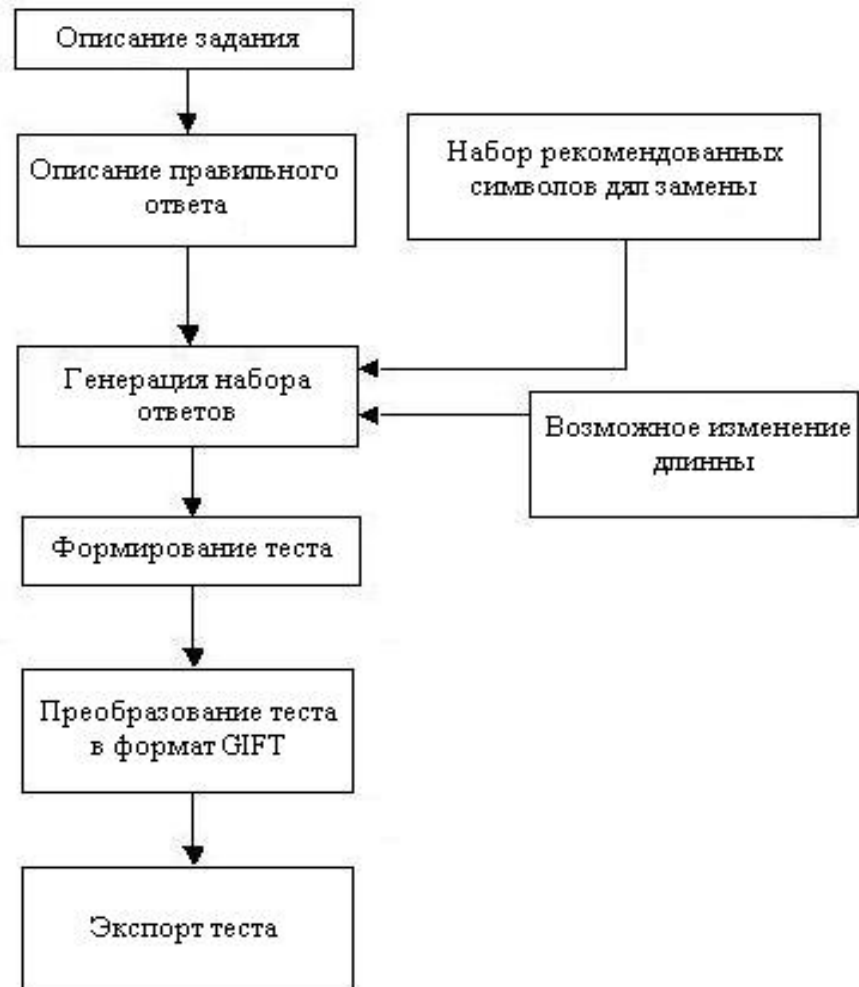 Описание задания
Описание правильного
ответа
Набор рекомендованных
символов дял замены
Генерация набора
ответов
Возможное изменение
длинны
Формирование теста
Преобразование теста
в формат GIFT
Экспорт теста